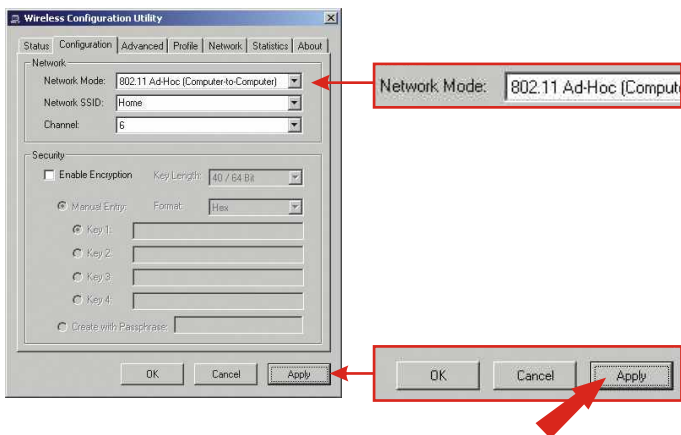 Wireless Configuration Utility
Status Configuration Advanced Profile Network Statistics About
Network
Network Mode: 802.11 Ad-Hoc (Computer-to-Computer)
Network SSID: Home
Channel: 6
Security
Enable Encryption Key Length: 40 / 64 Bit
Manual Entry: Format: Hex
Key 1:
Key 2:
Key 3:
Key 4:
Create with Passphrase:
OK Cancel Apply
Network Mode: 802.11 Ad-Hoc (Comput
OK Cancel Apply